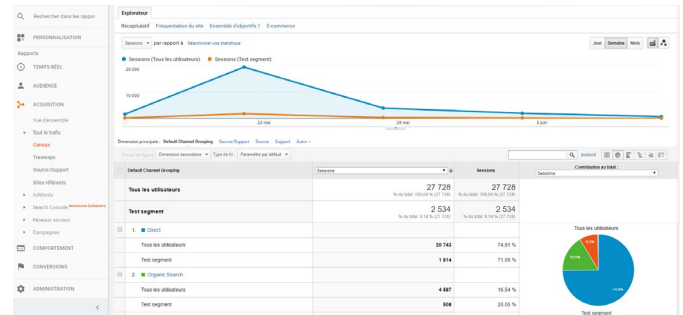 Rechercher dans les rappor
PERSONNALISATION
Rapports
TEMPS RÉEL
AUDIENCE
ACQUISITION
Vue d'ensemble
Tout le trafic
Canaux
Treemaps
Source/Support
Sites référents
AdWords
Search Console NOUVEAUX ÉLÉMENTS
Réseaux sociaux
Campagnes
COMPORTEMENT
CONVERSIONS
ADMINISTRATION
Explorateur
Récapitulatif Fréquentation du site Ensemble d'objectifs 1 E-commerce
Sessions par rapport à Sélectionner une statistique
Jour Semaine Mois
Sessions (Tous les utilisateurs) Sessions (Test segment)
20 000
10 000
22 mai 29 mai 5 juin
Dimension principale : Default Channel Grouping Source/Support Source Support Autre
Dimension secondaire Type de tri : Paramètre par défaut
avancé
Default Channel Grouping Sessions Sessions Contribution au total :
Sessions
Tous les utilisateurs 27 728 27 728
% du total: 100,00 % (27 728) % du total: 100,00 % (27 728)
Test segment 2 534 2 534
% du total: 9,14 % (27 728) % du total: 9,14 % (27 728)
1. Direct
Tous les utilisateurs 20 743 74,81 %
Test segment 1 814 71,59 %
2. Organic Search
Tous les utilisateurs 4 587 16,54 %
Test segment 508 20,05 %
Tous les utilisateurs
Test segment